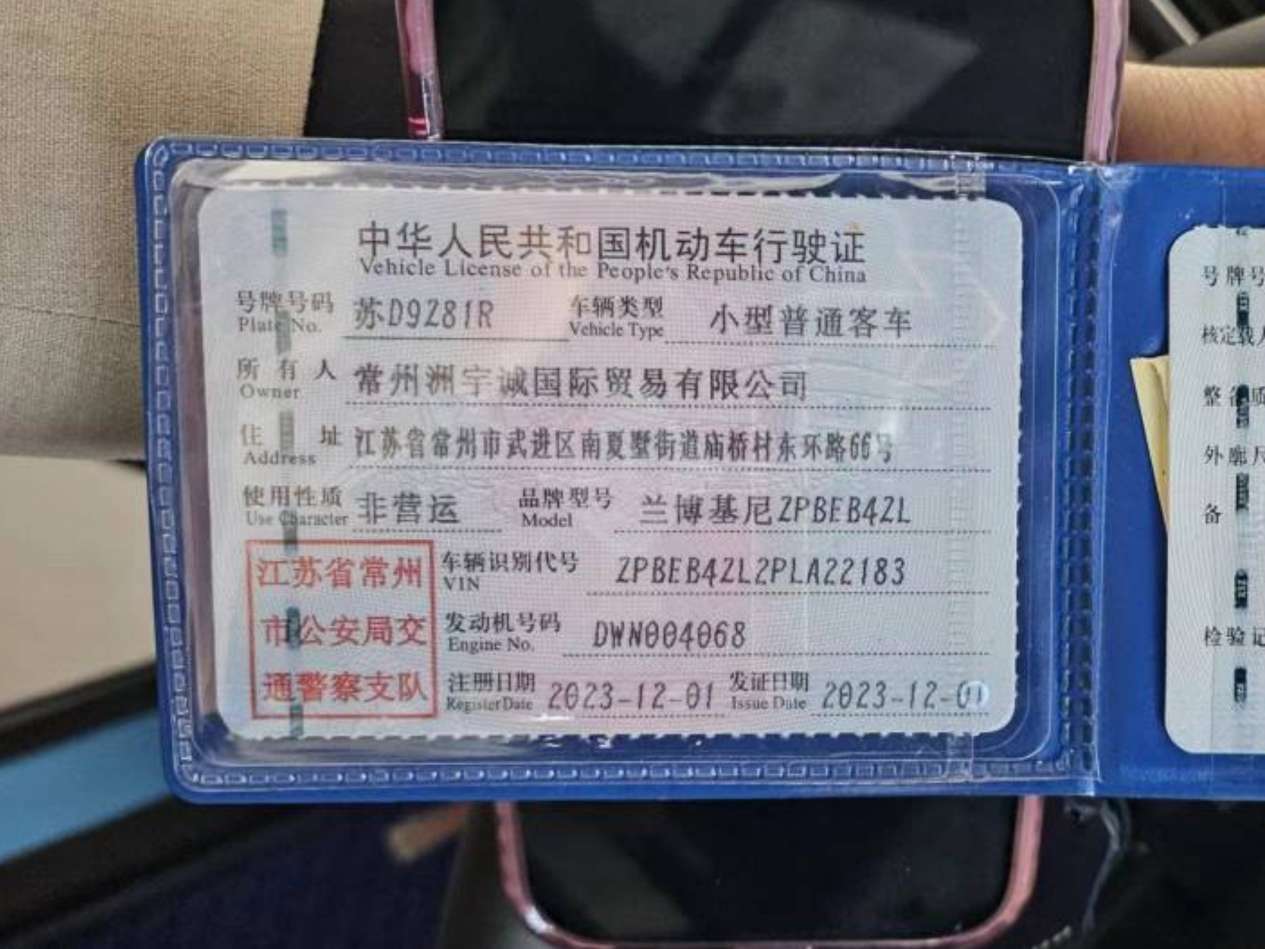 中华人民共和国机动车行驶证
Vehicle License of the People's Republic of China
号牌号码 苏D9Z81R 车辆类型 小型普通客车
Plate No. Vehicle Type
所有人 常州洲宇诚国际贸易有限公司
Owner
住址 江苏省常州市武进区南夏墅街道庙桥村东环路66号
Address
使用性质 非营运 品牌型号 兰博基尼ZPBEB4ZL
Use Character Model
江苏省常州
市公安局交
通警察支队
车辆识别代号 ZPBEB4ZL2PLA22183
VIN
发动机号码 DWN004068
Engine No.
注册日期 2023-12-01 发证日期 2023-12-01
Register Date Issue Date
号牌号
核定载人
整备质
外廓尺
备
检验记